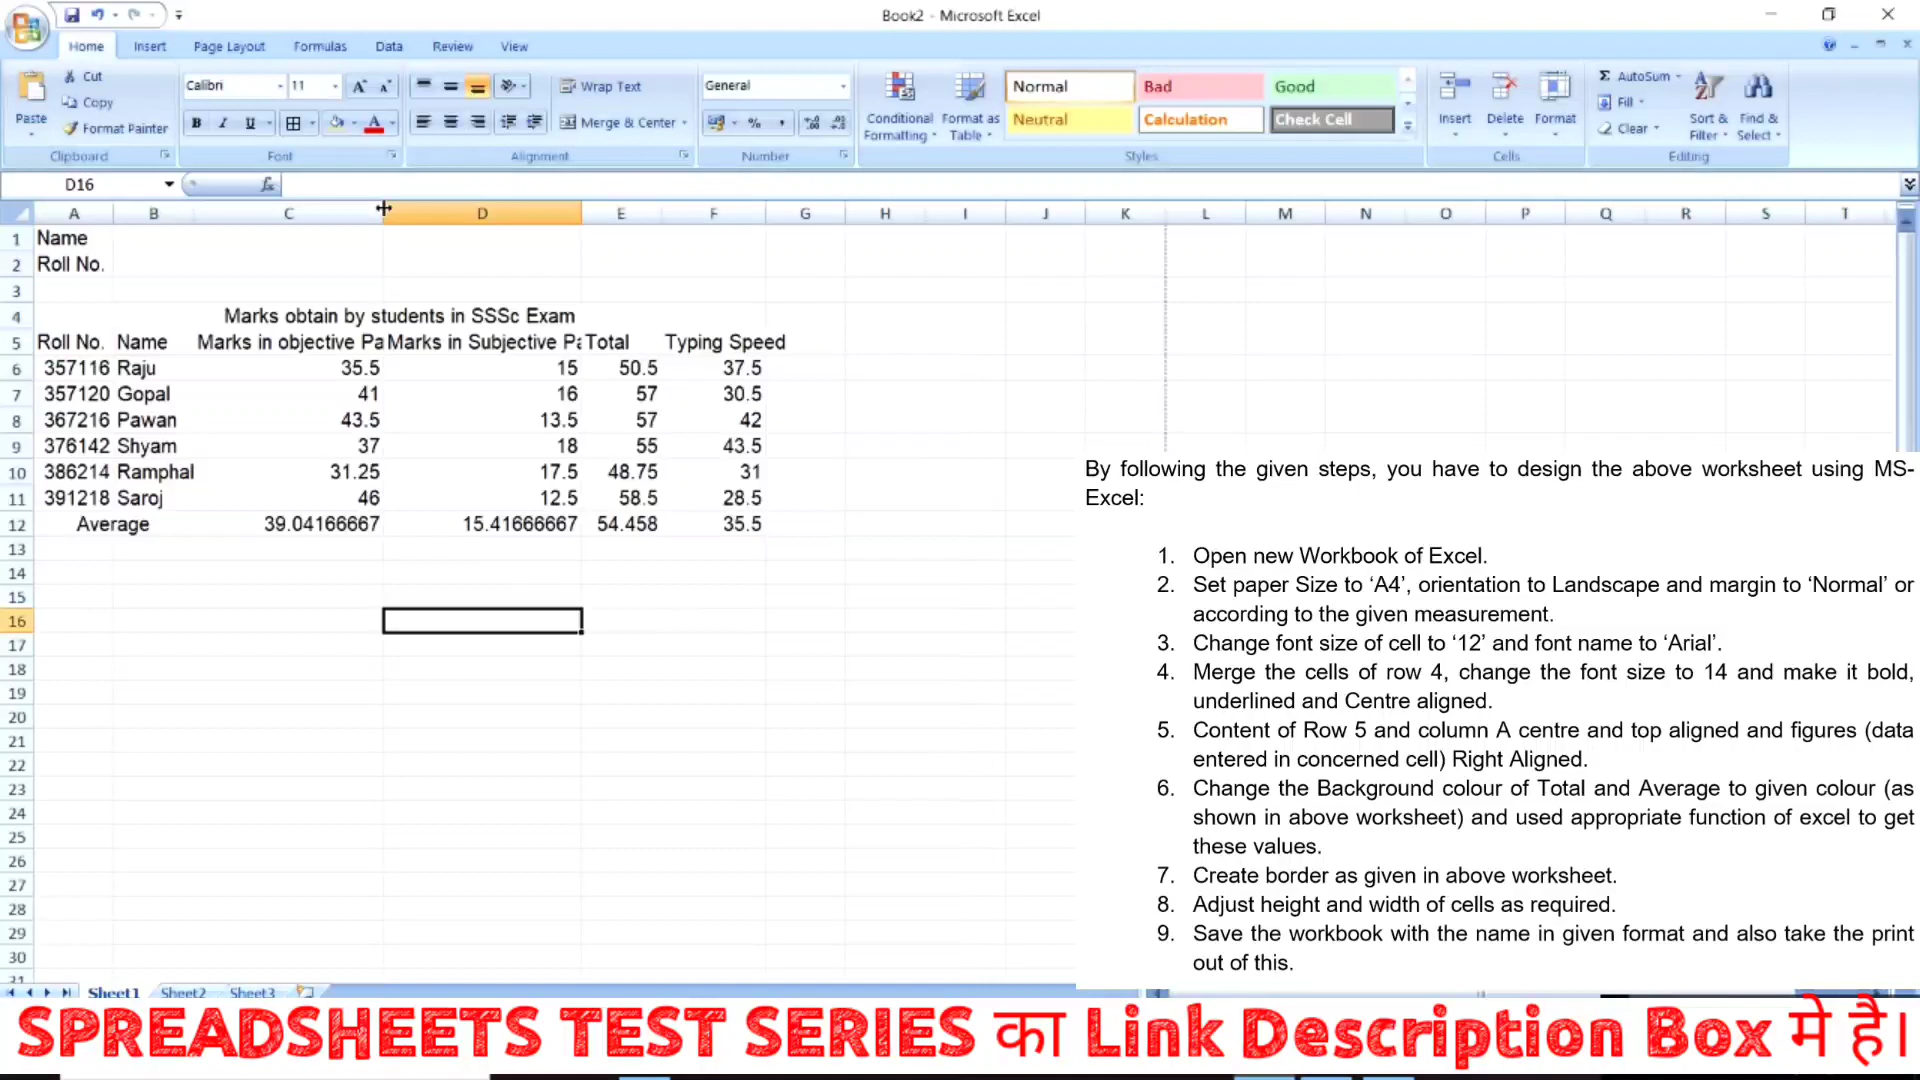 Book2 - Microsoft Excel
Home Insert Page Layout Formulas Data Review View
Cut
Copy
Paste
Format Painter
Clipboard
Calibri 11
B I U
Font
Wrap Text
Merge & Center
Alignment
General
%
Number
Conditional Formatting
Format as Table
Normal Bad Good
Neutral Calculation Check Cell
Styles
Insert Delete Format
Cells
Σ AutoSum
Fill
Clear
Sort & Filter
Find & Select
Editing
D16 fx
A B C D E F G H I J K L M N O P Q R S T
1 Name
2 Roll No.
3
4 Marks obtain by students in SSSc Exam
5 Roll No. Name Marks in objective Pa Marks in Subjective Pa Total Typing Speed
6 357116 Raju 35.5 15 50.5 37.5
7 357120 Gopal 41 16 57 30.5
8 367216 Pawan 43.5 13.5 57 42
9 376142 Shyam 37 18 55 43.5
10 386214 Ramphal 31.25 17.5 48.75 31
11 391218 Saroj 46 12.5 58.5 28.5
12 Average 39.04166667 15.41666667 54.458 35.5
13
14
15
16
17
18
19
20
21
22
23
24
25
26
27
28
29
30
31
Sheet1 Sheet2 Sheet3
By following the given steps, you have to design the above worksheet using MS-
Excel:
1. Open new Workbook of Excel.
2. Set paper Size to ‘A4’, orientation to Landscape and margin to ‘Normal’ or
according to the given measurement.
3. Change font size of cell to ‘12’ and font name to ‘Arial’.
4. Merge the cells of row 4, change the font size to 14 and make it bold,
underlined and Centre aligned.
5. Content of Row 5 and column A centre and top aligned and figures (data
entered in concerned cell) Right Aligned.
6. Change the Background colour of Total and Average to given colour (as
shown in above worksheet) and used appropriate function of excel to get
these values.
7. Create border as given in above worksheet.
8. Adjust height and width of cells as required.
9. Save the workbook with the name in given format and also take the print
out of this.
SPREADSHEETS TEST SERIES का Link Description Box मे है।